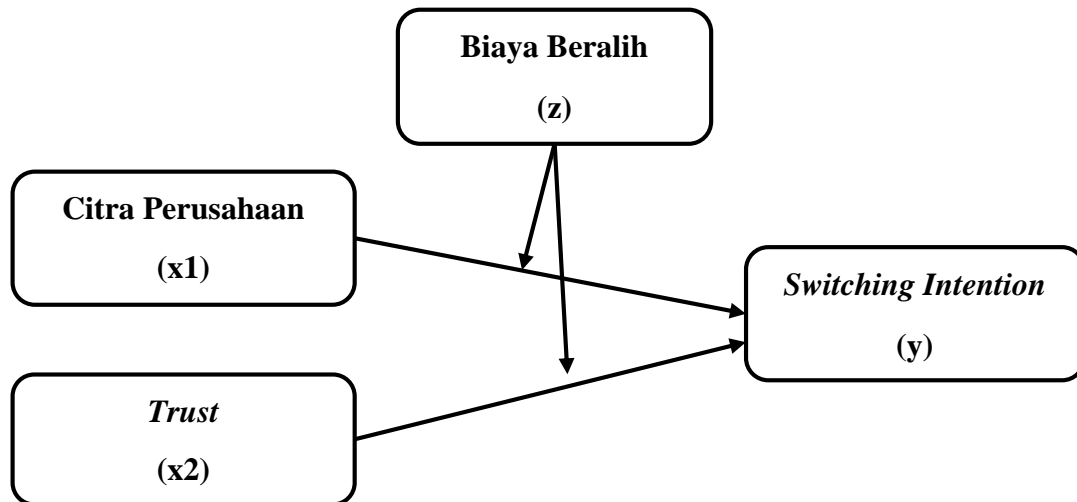 Biaya Beralih
(z)
Citra Perusahaan
(x1)
Switching Intention
(y)
Trust
(x2)